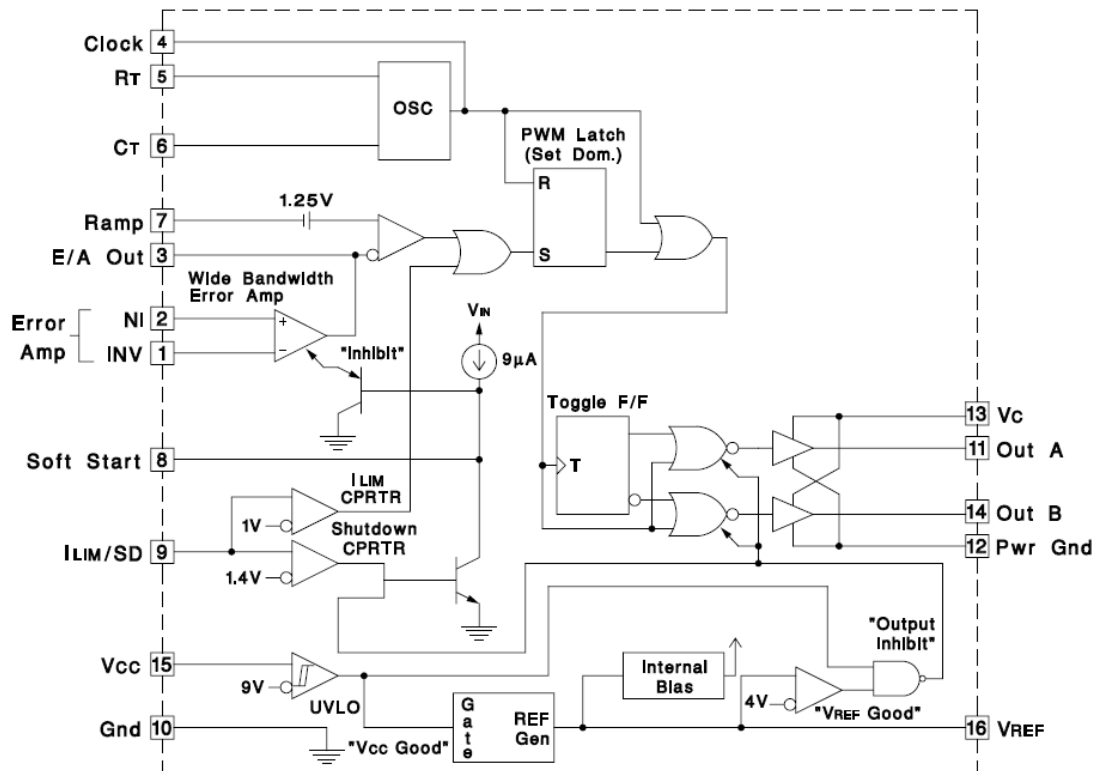 Clock 4
RT 5
OSC
CT 6
PWM Latch
(Set Dom.)
R
S
1.25V
Ramp 7
E/A Out 3
Wide Bandwidth
Error Amp
Error
Amp
NI 2
INV 1
+
−
"Inhibit"
VIN
9µA
Toggle F/F
T
13 VC
11 Out A
14 Out B
12 Pwr Gnd
Soft Start 8
ILIM
CPRTR
1V
Shutdown
CPRTR
ILIM/SD 9
1.4V
"Output
Inhibit"
VCC 15
9V
UVLO
Internal
Bias
4V
"VREF Good"
Gnd 10
"VCC Good"
Gate
REF
Gen
16 VREF